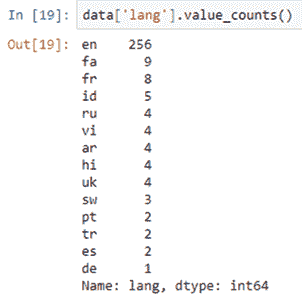 In [19]: data['lang'].value_counts()
Out[19]: en 256
fa 9
fr 8
id 5
ru 4
vi 4
ar 4
hi 4
uk 4
sw 3
pt 2
tr 2
es 2
de 1
Name: lang, dtype: int64